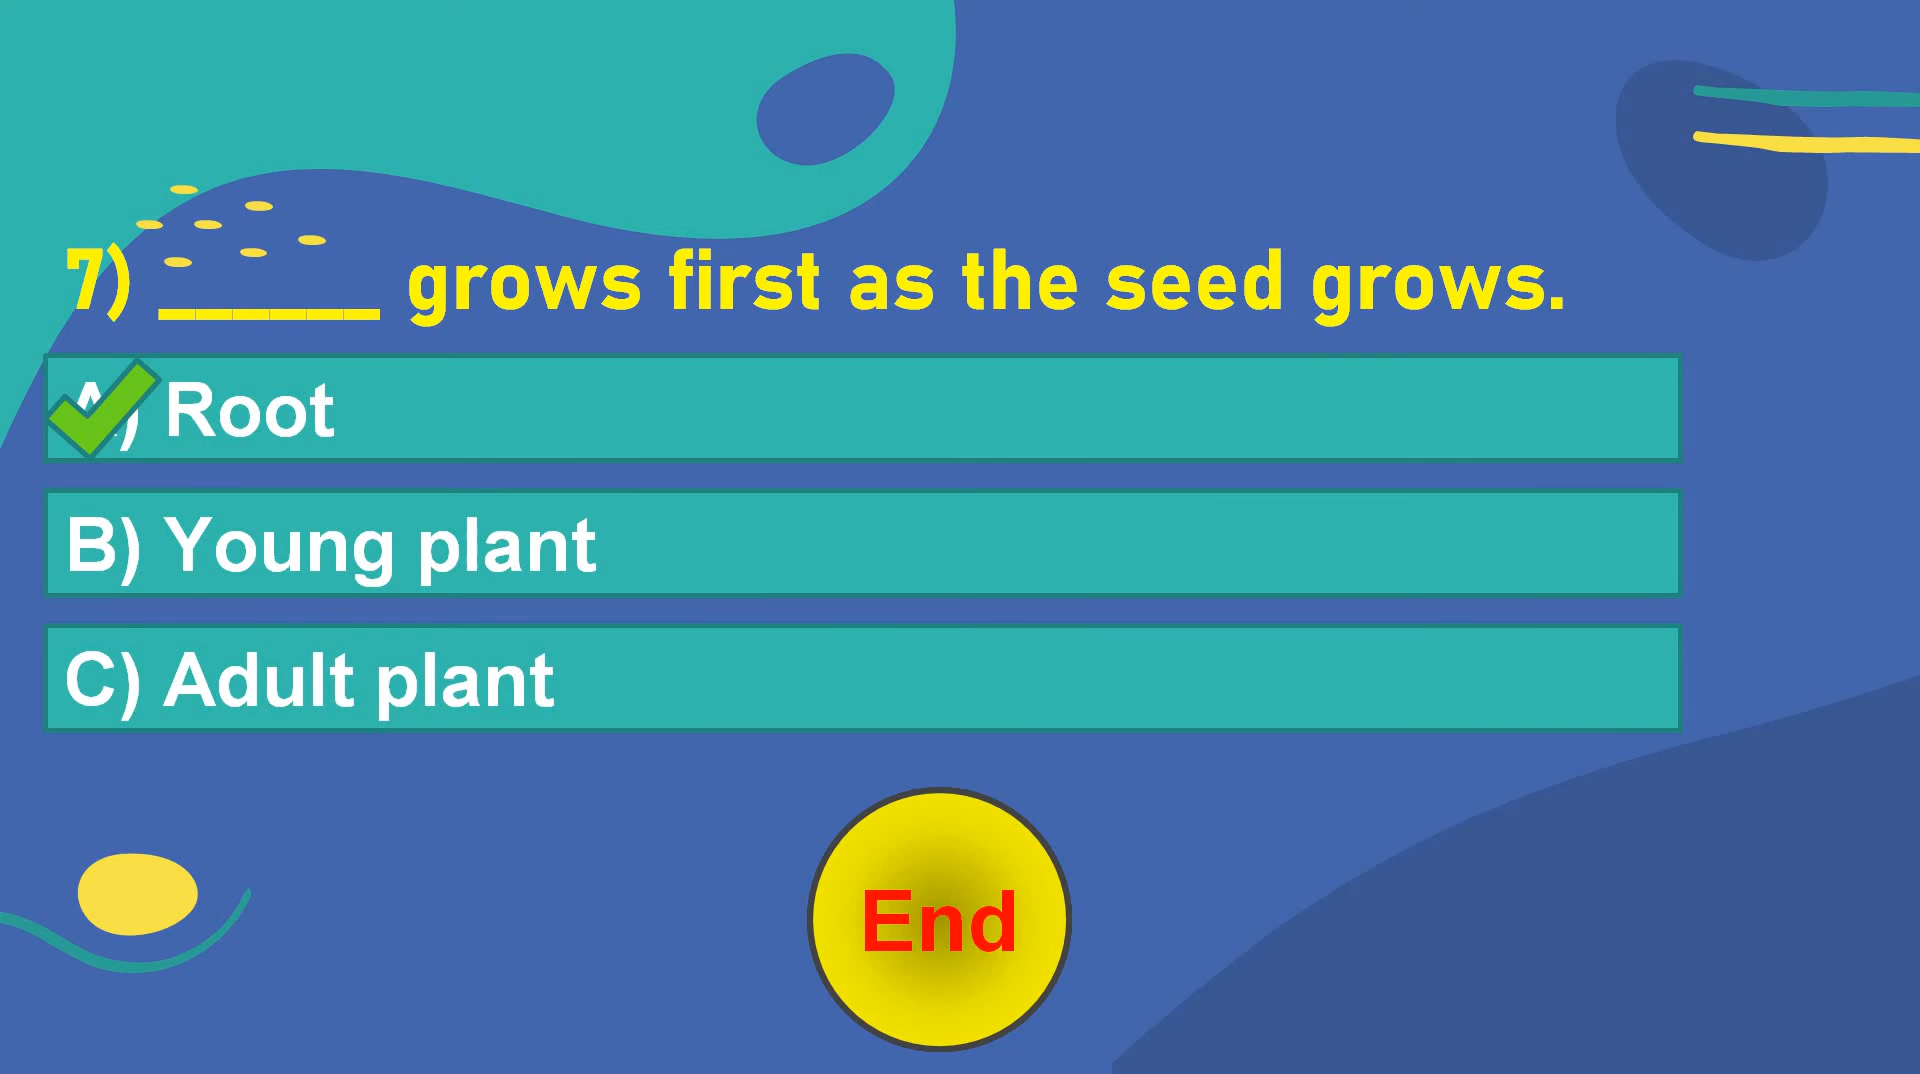 7) ______ grows first as the seed grows.
A) Root
B) Young plant
C) Adult plant
End